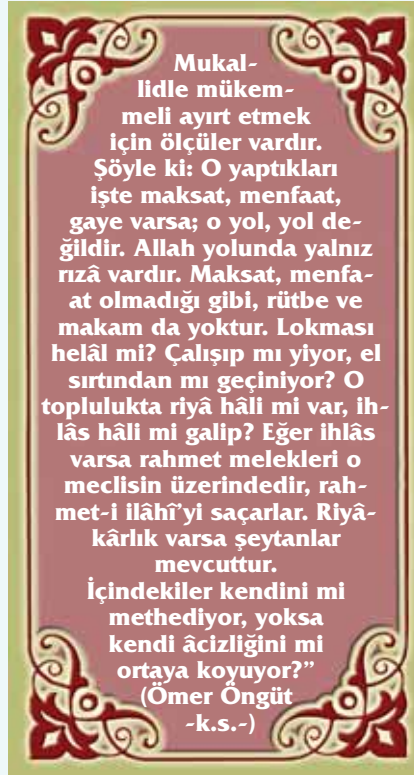 Mukal-
lidle mükem-
meli ayırt etmek
için ölçüler vardır.
Şöyle ki: O yaptıkları
işte maksat, menfaat,
gaye varsa; o yol, yol de-
ğildir. Allah yolunda yalnız
rızâ vardır. Maksat, menfa-
at olmadığı gibi, rütbe ve
makam da yoktur. Lokması
helâl mi? Çalışıp mı yiyor, el
sırtından mı geçiniyor? O
toplulukta riyâ hâli mi var, ih-
lâs hâli mi galip? Eğer ihlâs
varsa rahmet melekleri o
meclisin üzerindedir, rah-
met-i ilâhî’yi saçarlar. Riyâ-
kârlık varsa şeytanlar
mevcuttur.
İçindekiler kendini mi
methediyor, yoksa
kendi âcizliğini mi
ortaya koyuyor?”
(Ömer Öngüt
-k.s.-)